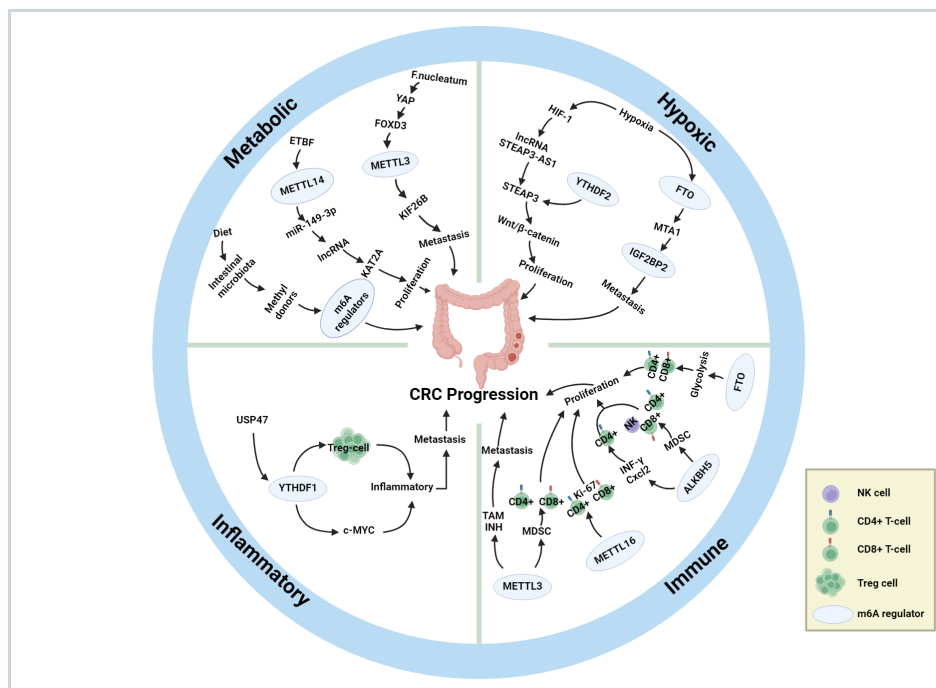 Metabolic
F.nucleatum
YAP
FOXD3
METTL3
KIF26B
Metastasis
ETBF
METTL14
miR-149-3p
lncRNA
KAT2A
Proliferation
Diet
Intestinal
microbiota
Methyl
donors
m6A
regulators
Hypoxic
Hypoxia
HIF-1
lncRNA
STEAP3-AS1
STEAP3
YTHDF2
Wnt/β-catenin
Proliferation
FTO
MTA1
IGF2BP2
Metastasis
CRC Progression
Inflammatory
USP47
YTHDF1
Treg-cell
c-MYC
Inflammatory
Metastasis
Immune
Metastasis
TAM
INH
METTL3
MDSC
CD4+
CD8+
Proliferation
Ki-67
CD4+
CD8+
METTL16
CD4+
INF-γ
Cxcl2
NK
CD4+
CD8+
MDSC
ALKBH5
CD4+
CD8+
Glycolysis
FTO
NK cell
CD4+ T-cell
CD8+ T-cell
Treg cell
m6A regulator